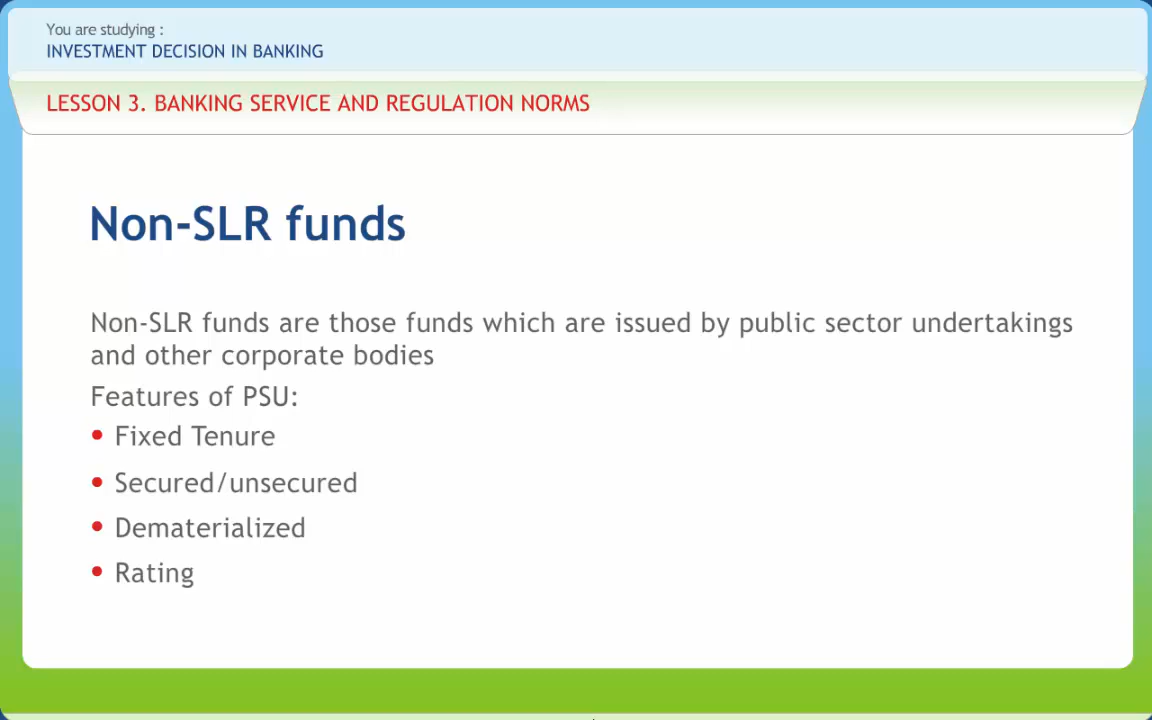 You are studying :
INVESTMENT DECISION IN BANKING
LESSON 3. BANKING SERVICE AND REGULATION NORMS
Non-SLR funds
Non-SLR funds are those funds which are issued by public sector undertakings
and other corporate bodies
Features of PSU:
• Fixed Tenure
• Secured/unsecured
• Dematerialized
• Rating